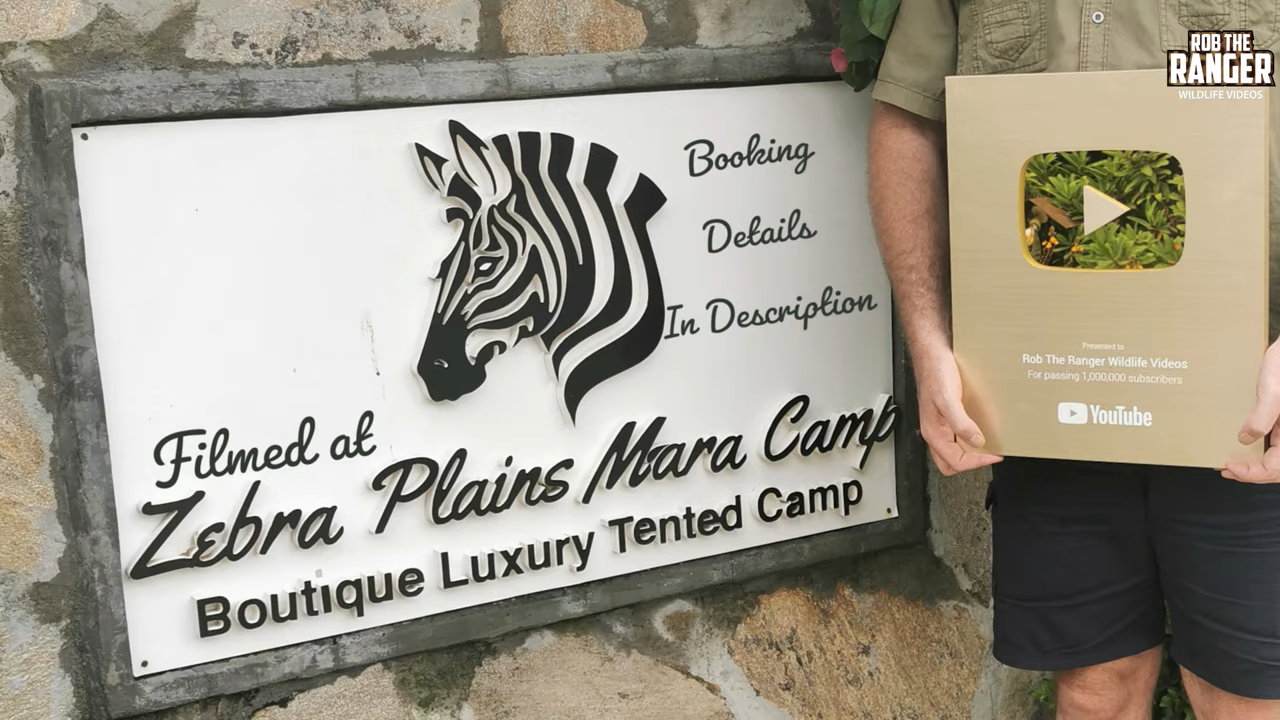 Booking
Details
In Description
Filmed at
Zebra Plains Mara Camp
Boutique Luxury Tented Camp
ROB THE
RANGER
WILDLIFE VIDEOS
Presented to
Rob The Ranger Wildlife Videos
For passing 1,000,000 subscribers
YouTube